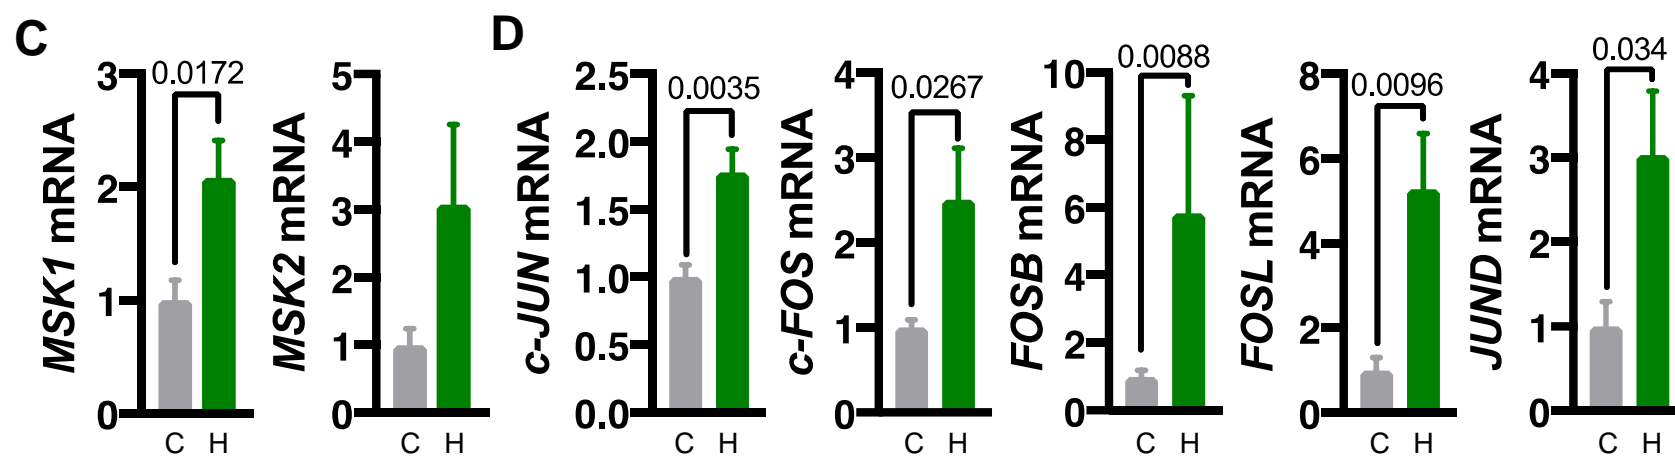 C
MSK1 mRNA
3
2
1
0
0.0172
C H
MSK2 mRNA
5
4
3
2
1
0
C H
D
c-JUN mRNA
2.5
2.0
1.5
1.0
0.5
0.0
0.0035
C H
c-FOS mRNA
4
3
2
1
0
0.0267
C H
FOSB mRNA
10
8
6
4
2
0
0.0088
C H
FOSL mRNA
8
6
4
2
0
0.0096
C H
JUND mRNA
4
3
2
1
0
0.034
C H